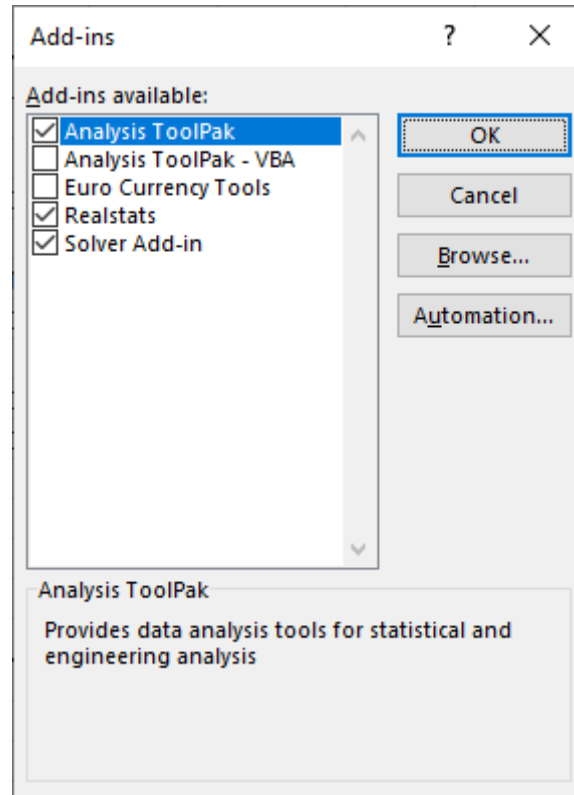 Add-ins
?
Add-ins available:
Analysis ToolPak
Analysis ToolPak - VBA
Euro Currency Tools
Realstats
Solver Add-in
OK
Cancel
Browse...
Automation...
Analysis ToolPak
Provides data analysis tools for statistical and
engineering analysis